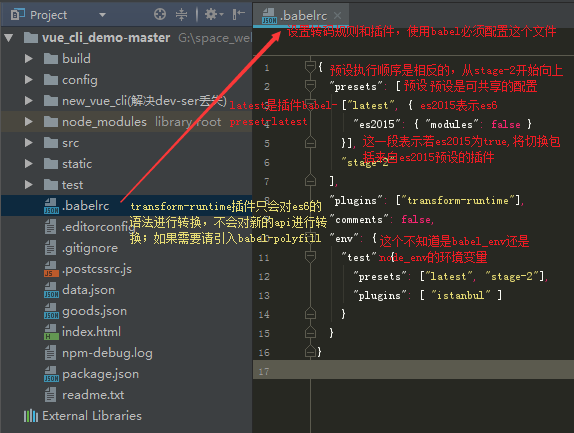 Project
.babelrc
vue_cli_demo-master G:\space_we
build
config
new_vue_cli(解决dev-ser丢失)
node_modules library root
src
static
test
.babelrc
.editorconfig
.gitignore
.postcssrc.js
data.json
goods.json
index.html
npm-debug.log
package.json
readme.txt
External Libraries
设置转码规则和插件，使用babel必须配置这个文件
1 {
预设执行顺序是相反的，从stage-2开始向上
2 "presets": [ 预设 预设是可共享的配置
latest是插件babel-
preset-latest
3 ["latest", { es2015表示es6
4 "es2015": { "modules": false }
5 }], 这一段表示若es2015为true,将切换包
括来自es2015预设的插件
"stage-2"
],
transform-runtime插件只会对es6的
语法进行转换，不会对新的api进行转
换；如果需要请引入babel-polyfill
"plugins": ["transform-runtime"],
"comments": false,
"env": { 这个不知道是babel_env还是
node_env的环境变量
11 "test": {
12 "presets": ["latest", "stage-2"],
13 "plugins": [ "istanbul" ]
14 }
15 }
16 }
17